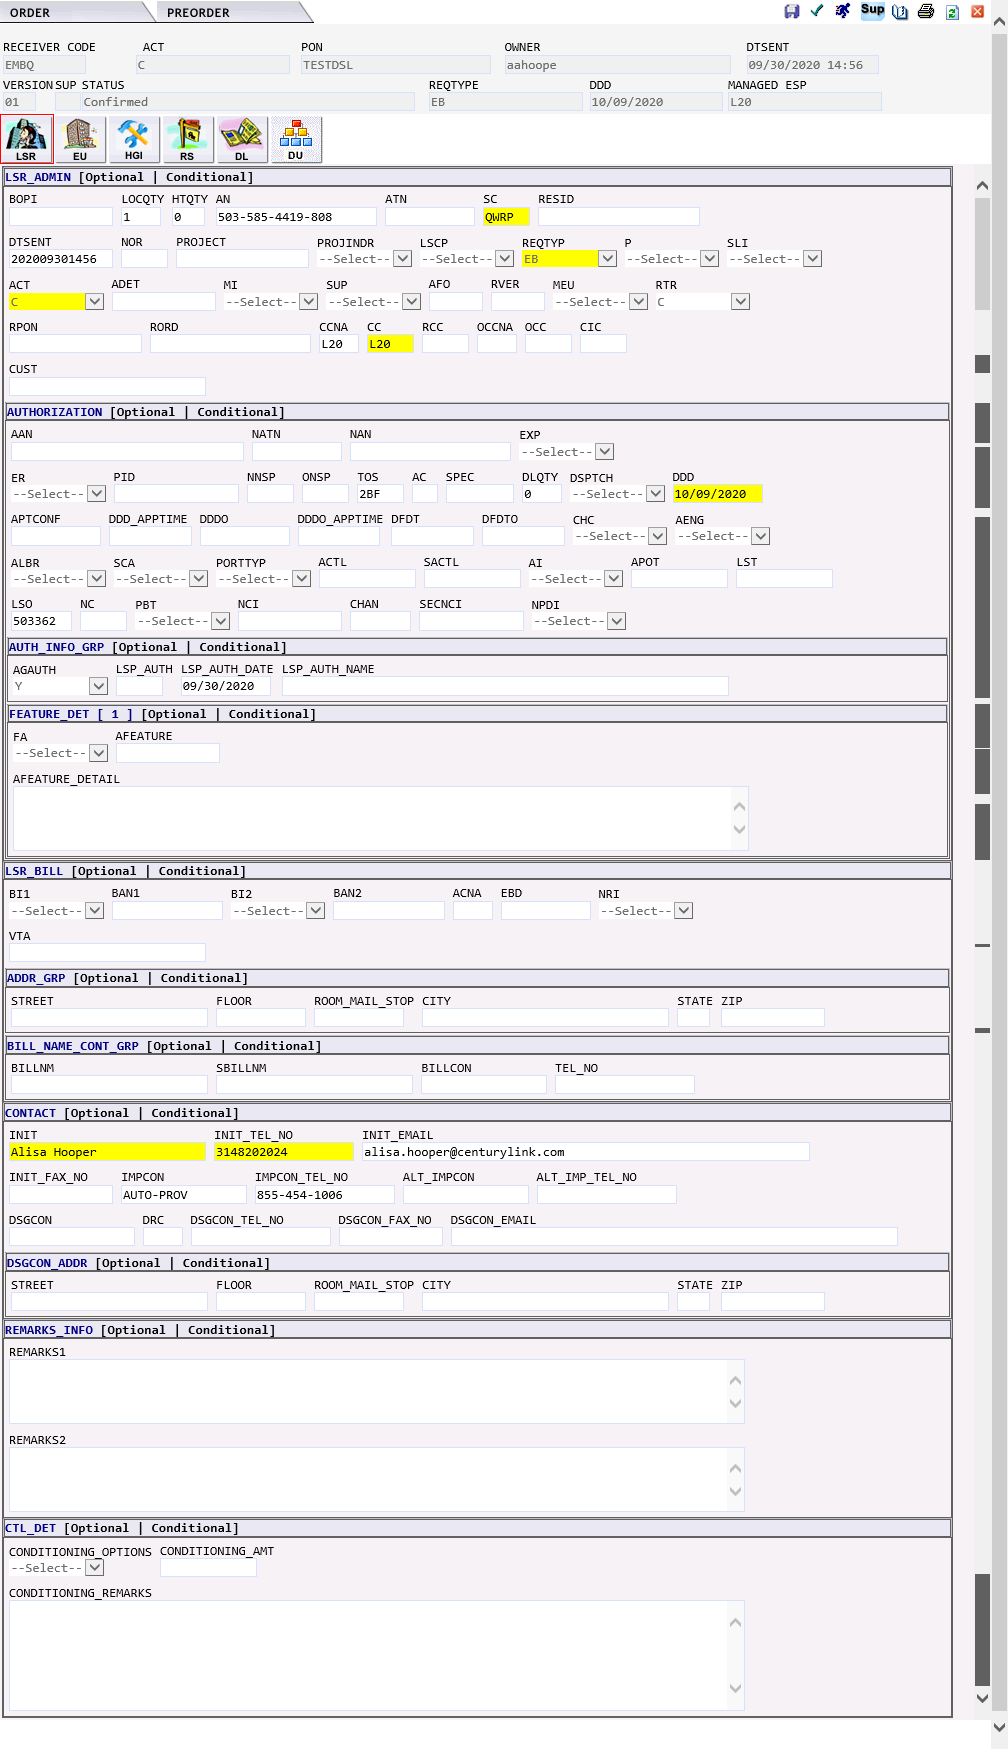 ORDER PREORDER Sup
RECEIVER CODE ACT PON OWNER DTSENT
EMBQ C TESTDSL aahoope 09/30/2020 14:56
VERSION SUP STATUS REQTYPE DDD MANAGED ESP
01 Confirmed EB 10/09/2020 L20
LSR EU HGI RS DL DU
LSR_ADMIN [Optional | Conditional]
BOPI LOCQTY HTQTY AN ATN SC RESID
1 0 503-585-4419-808 QWRP
DTSENT NOR PROJECT PROJINDR LSCP REQTYP P SLI
202009301456 --Select-- --Select-- EB --Select-- --Select--
ACT ADET MI SUP AFO RVER MEU RTR
C --Select-- --Select-- --Select-- C
RPON RORD CCNA CC RCC OCCNA OCC CIC
L20 L20
CUST
AUTHORIZATION [Optional | Conditional]
AAN NATN NAN EXP
--Select--
ER PID NNSP ONSP TOS AC SPEC DLQTY DSPTCH DDD
--Select-- 2BF 0 --Select-- 10/09/2020
APTCONF DDD_APPTIME DDDO DDDO_APPTIME DFDT DFDTO CHC AENG
--Select-- --Select--
ALBR SCA PORTTYP ACTL SACTL AI APOT LST
--Select-- --Select-- --Select-- --Select--
LSO NC PBT NCI CHAN SECNCI NPDI
503362 --Select-- --Select--
AUTH_INFO_GRP [Optional | Conditional]
AGAUTH LSP_AUTH LSP_AUTH_DATE LSP_AUTH_NAME
Y 09/30/2020
FEATURE_DET [ 1 ] [Optional | Conditional]
FA AFEATURE
--Select--
AFEATURE_DETAIL
LSR_BILL [Optional | Conditional]
BI1 BAN1 BI2 BAN2 ACNA EBD NRI
--Select-- --Select-- --Select--
VTA
ADDR_GRP [Optional | Conditional]
STREET FLOOR ROOM_MAIL_STOP CITY STATE ZIP
BILL_NAME_CONT_GRP [Optional | Conditional]
BILLNM SBILLNM BILLCON TEL_NO
CONTACT [Optional | Conditional]
INIT INIT_TEL_NO INIT_EMAIL
Alisa Hooper 3148202024 alisa.hooper@centurylink.com
INIT_FAX_NO IMPCON IMPCON_TEL_NO ALT_IMPCON ALT_IMP_TEL_NO
AUTO-PROV 855-454-1006
DSGCON DRC DSGCON_TEL_NO DSGCON_FAX_NO DSGCON_EMAIL
DSGCON_ADDR [Optional | Conditional]
STREET FLOOR ROOM_MAIL_STOP CITY STATE ZIP
REMARKS_INFO [Optional | Conditional]
REMARKS1
REMARKS2
CTL_DET [Optional | Conditional]
CONDITIONING_OPTIONS CONDITIONING_AMT
--Select--
CONDITIONING_REMARKS